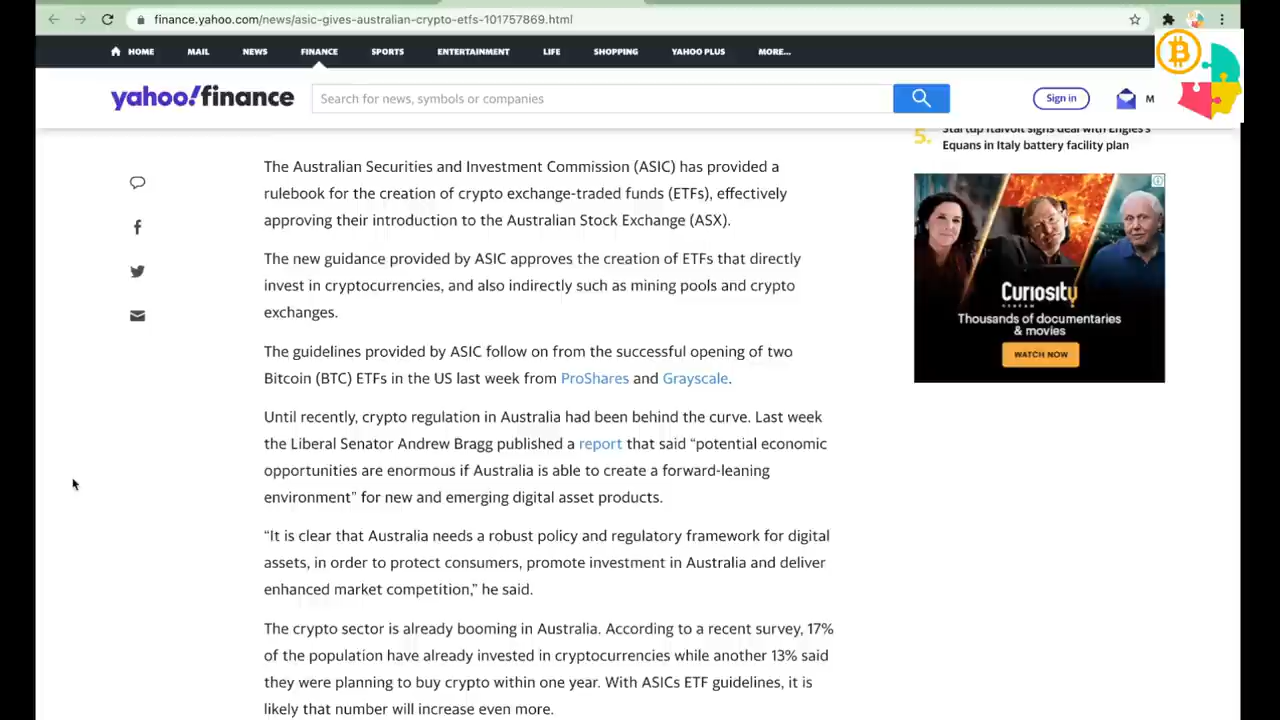 finance.yahoo.com/news/asic-gives-australian-crypto-etfs-101757869.html
HOME MAIL NEWS FINANCE SPORTS ENTERTAINMENT LIFE SHOPPING YAHOO PLUS MORE...
yahoo!finance
Search for news, symbols or companies
Sign in
M
5. Startup Italvolt signs deal with Engie's
Equans in Italy battery facility plan
The Australian Securities and Investment Commission (ASIC) has provided a
rulebook for the creation of crypto exchange-traded funds (ETFs), effectively
approving their introduction to the Australian Stock Exchange (ASX).
The new guidance provided by ASIC approves the creation of ETFs that directly
invest in cryptocurrencies, and also indirectly such as mining pools and crypto
exchanges.
The guidelines provided by ASIC follow on from the successful opening of two
Bitcoin (BTC) ETFs in the US last week from ProShares and Grayscale.
Until recently, crypto regulation in Australia had been behind the curve. Last week
the Liberal Senator Andrew Bragg published a report that said “potential economic
opportunities are enormous if Australia is able to create a forward-leaning
environment” for new and emerging digital asset products.
“It is clear that Australia needs a robust policy and regulatory framework for digital
assets, in order to protect consumers, promote investment in Australia and deliver
enhanced market competition,” he said.
The crypto sector is already booming in Australia. According to a recent survey, 17%
of the population have already invested in cryptocurrencies while another 13% said
they were planning to buy crypto within one year. With ASICs ETF guidelines, it is
likely that number will increase even more.
Curiosity
STREAM
Thousands of documentaries
& movies
WATCH NOW